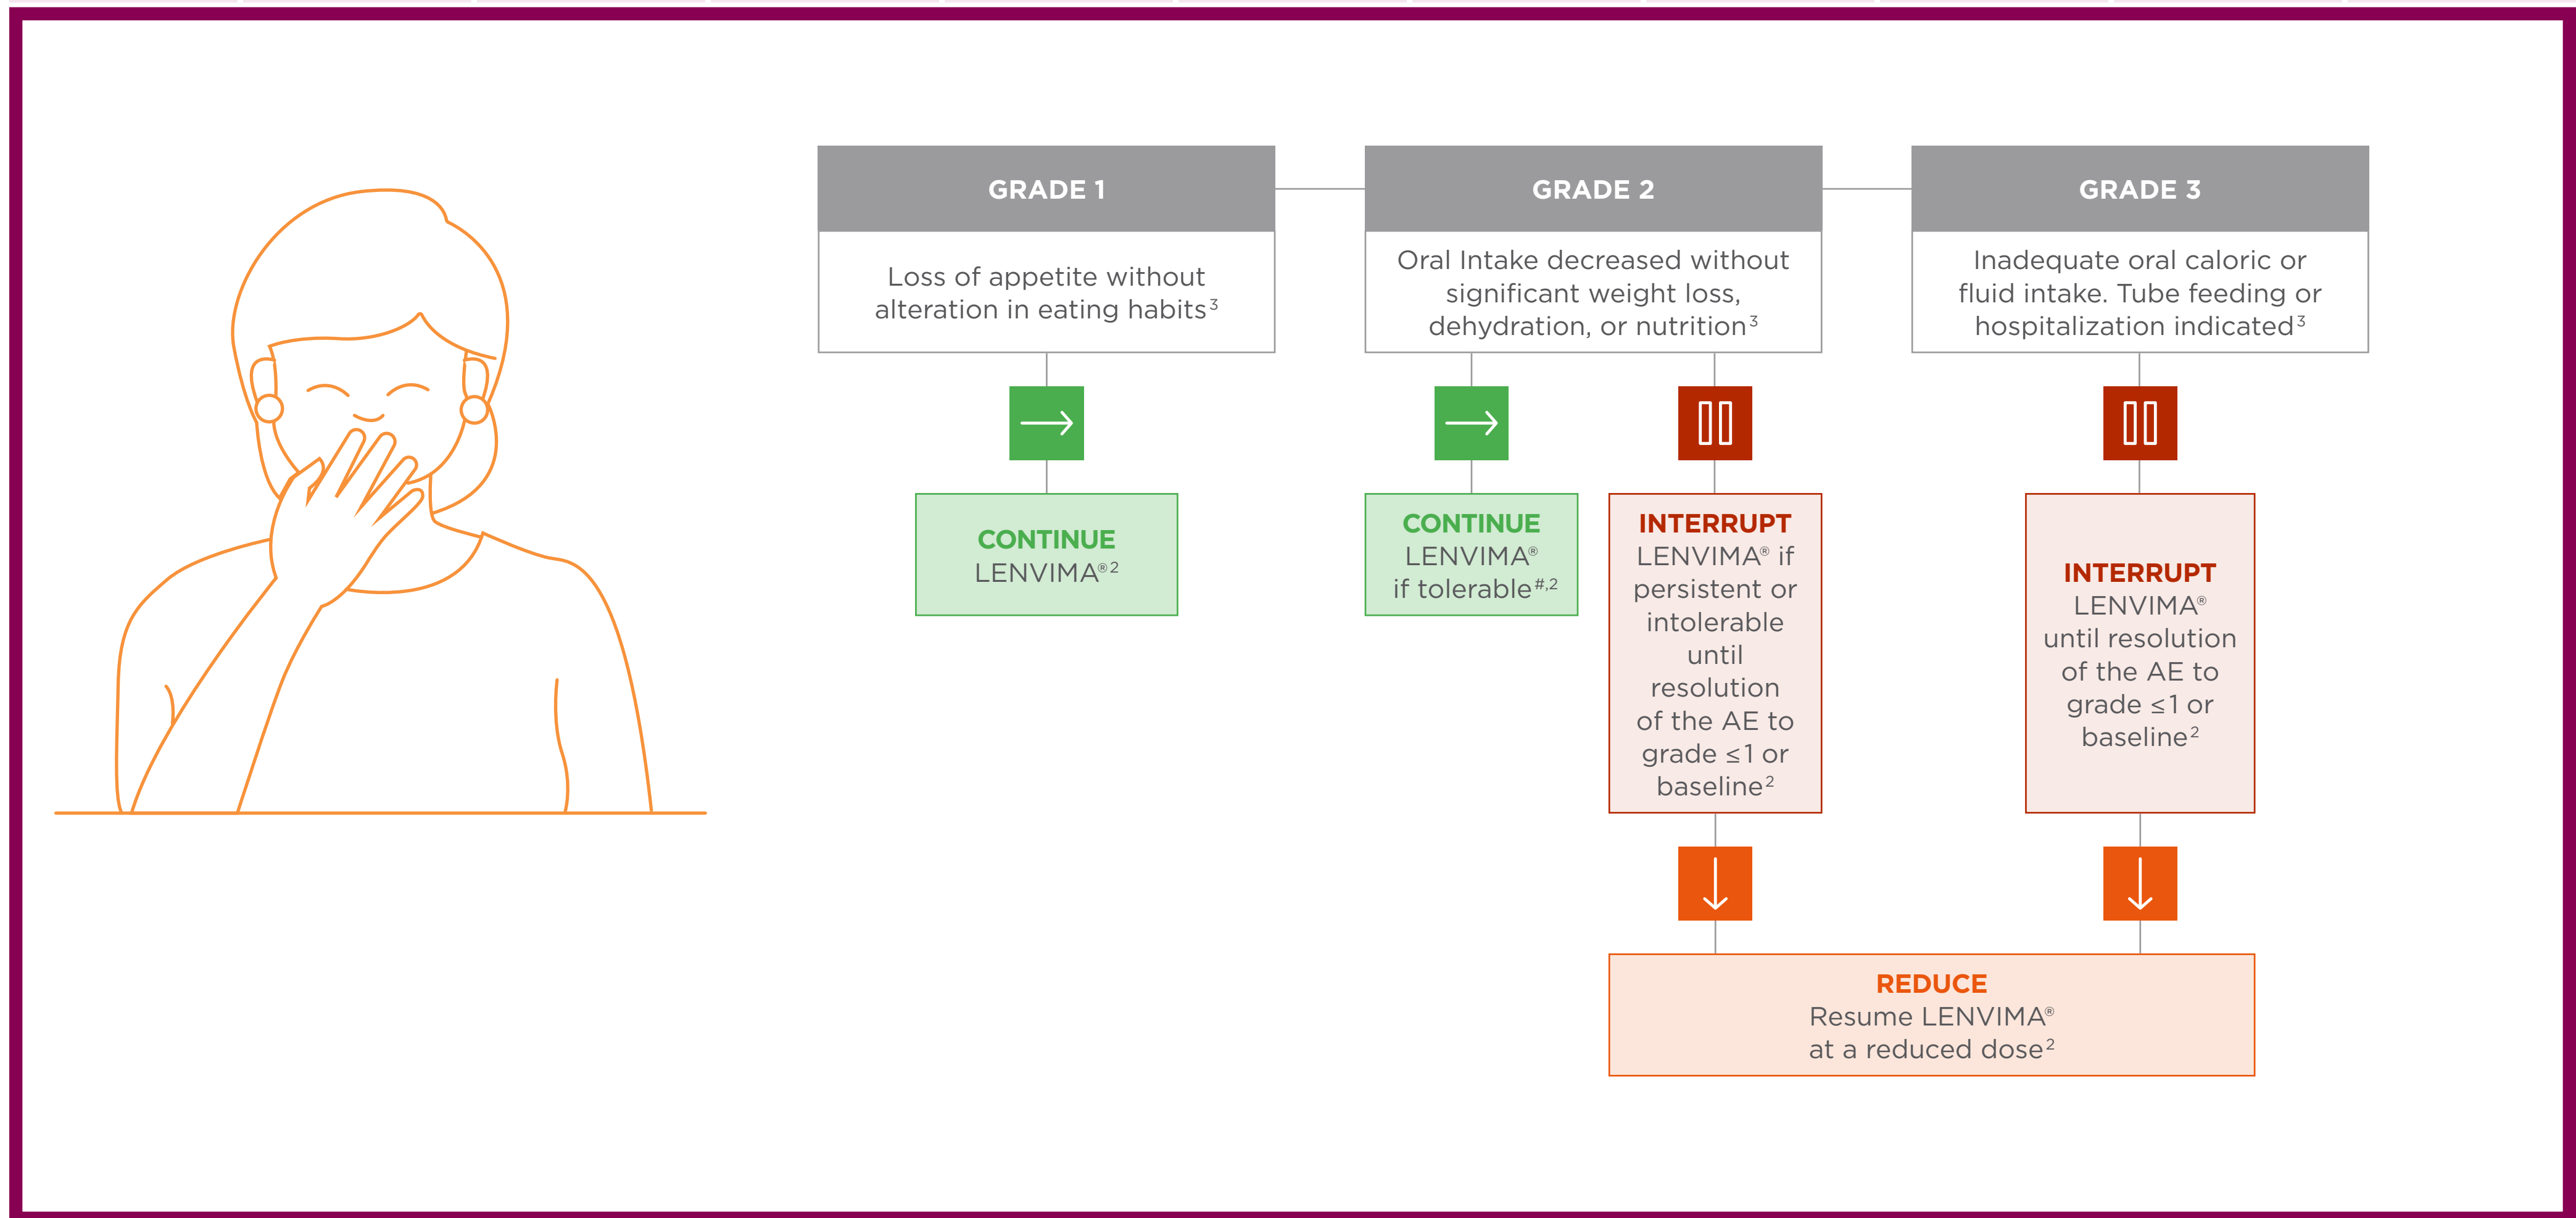 GRADE 1
Loss of appetite without
alteration in eating habits³
CONTINUE
LENVIMA®²
GRADE 2
Oral Intake decreased without
significant weight loss,
dehydration, or nutrition³
CONTINUE
LENVIMA®
if tolerable#,²
INTERRUPT
LENVIMA® if
persistent or
intolerable
until
resolution
of the AE to
grade ≤1 or
baseline²
GRADE 3
Inadequate oral caloric or
fluid intake. Tube feeding or
hospitalization indicated³
INTERRUPT
LENVIMA®
until resolution
of the AE to
grade ≤1 or
baseline²
REDUCE
Resume LENVIMA®
at a reduced dose²